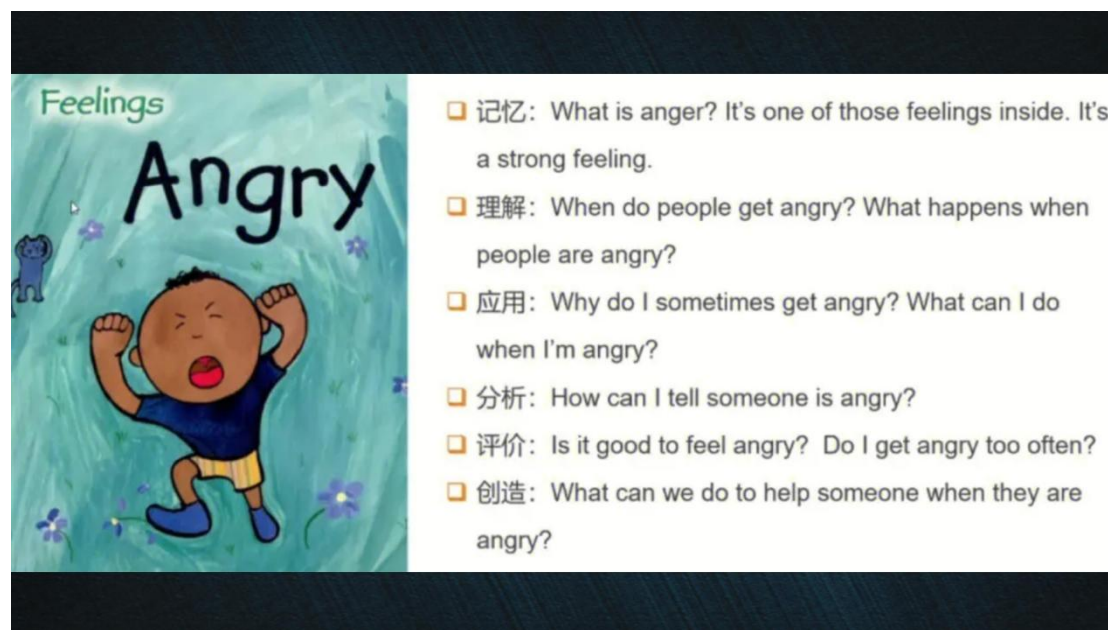 Feelings
Angry
❑ 记忆：What is anger? It's one of those feelings inside. It's
a strong feeling.
❑ 理解：When do people get angry? What happens when
people are angry?
❑ 应用：Why do I sometimes get angry? What can I do
when I'm angry?
❑ 分析：How can I tell someone is angry?
❑ 评价：Is it good to feel angry?  Do I get angry too often?
❑ 创造：What can we do to help someone when they are
angry?